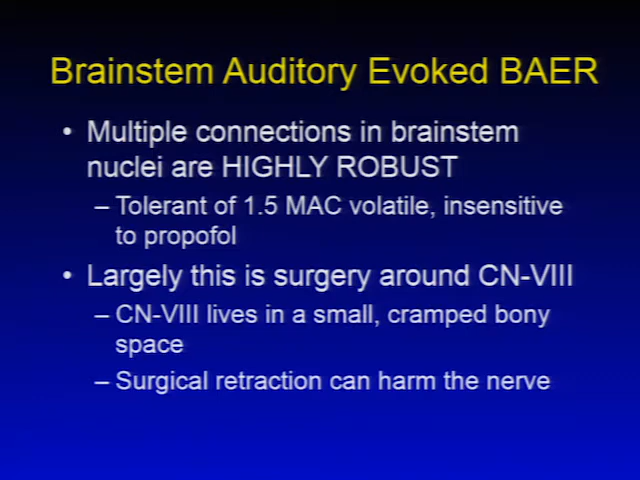 Brainstem Auditory Evoked BAER
• Multiple connections in brainstem
nuclei are HIGHLY ROBUST
– Tolerant of 1.5 MAC volatile, insensitive
to propofol
• Largely this is surgery around CN-VIII
– CN-VIII lives in a small, cramped bony
space
– Surgical retraction can harm the nerve